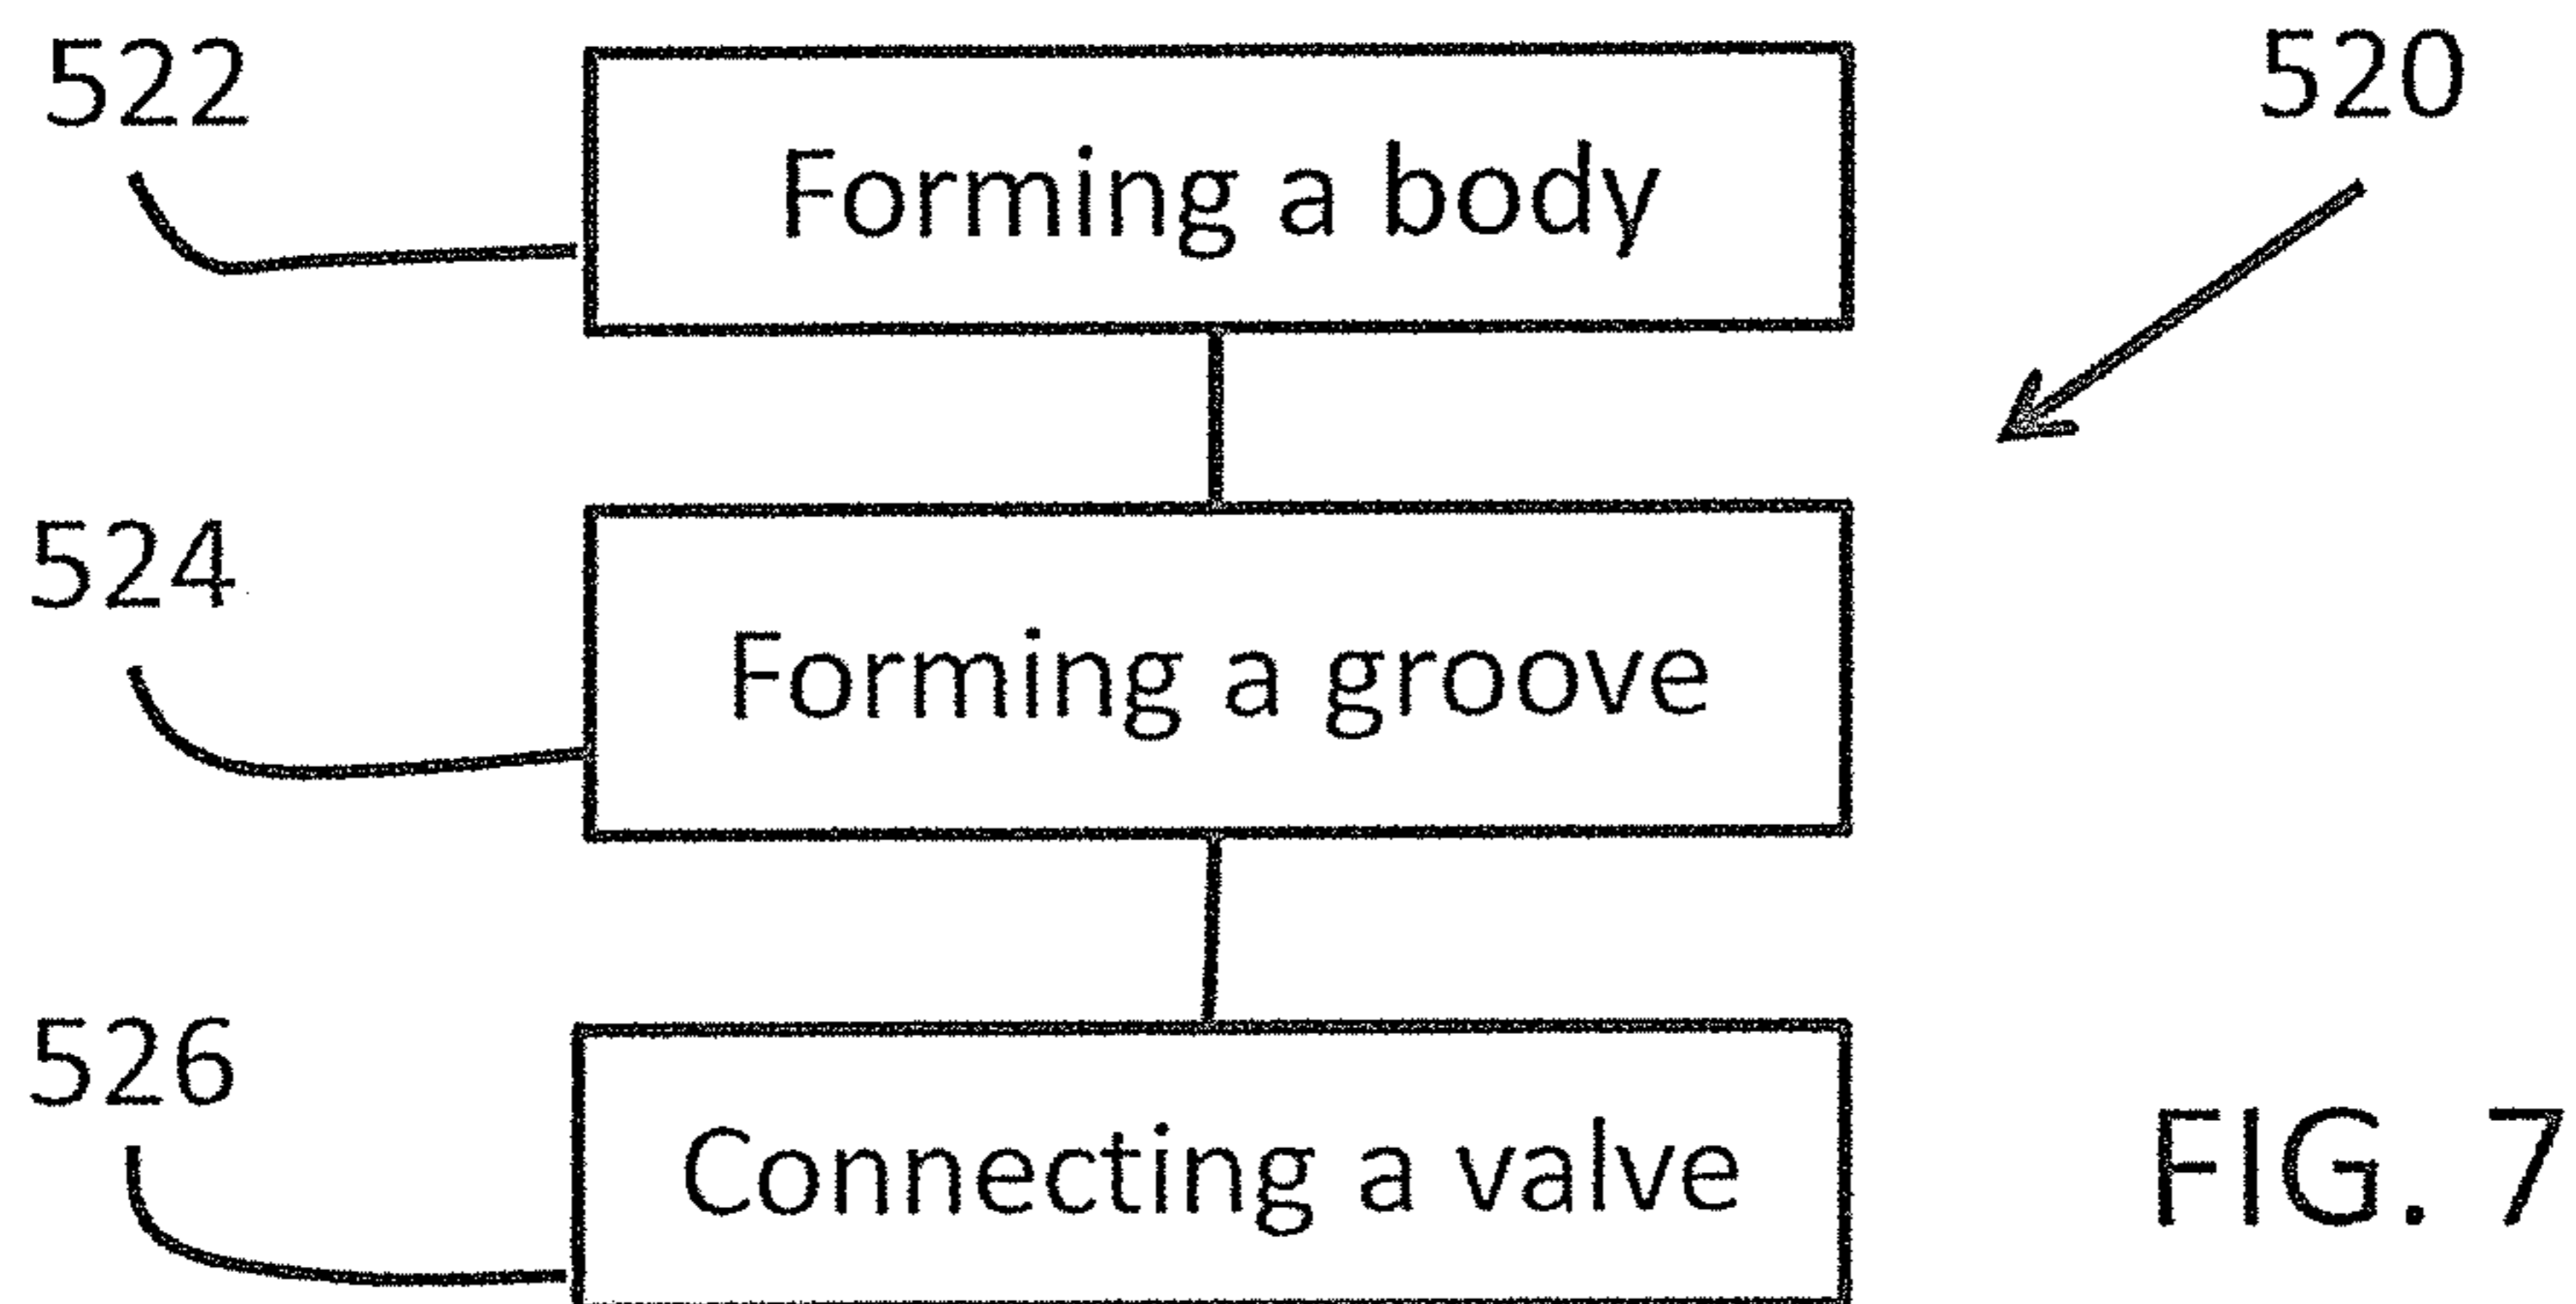 522
Forming a body
520
524
Forming a groove
526
Connecting a valve
FIG. 7